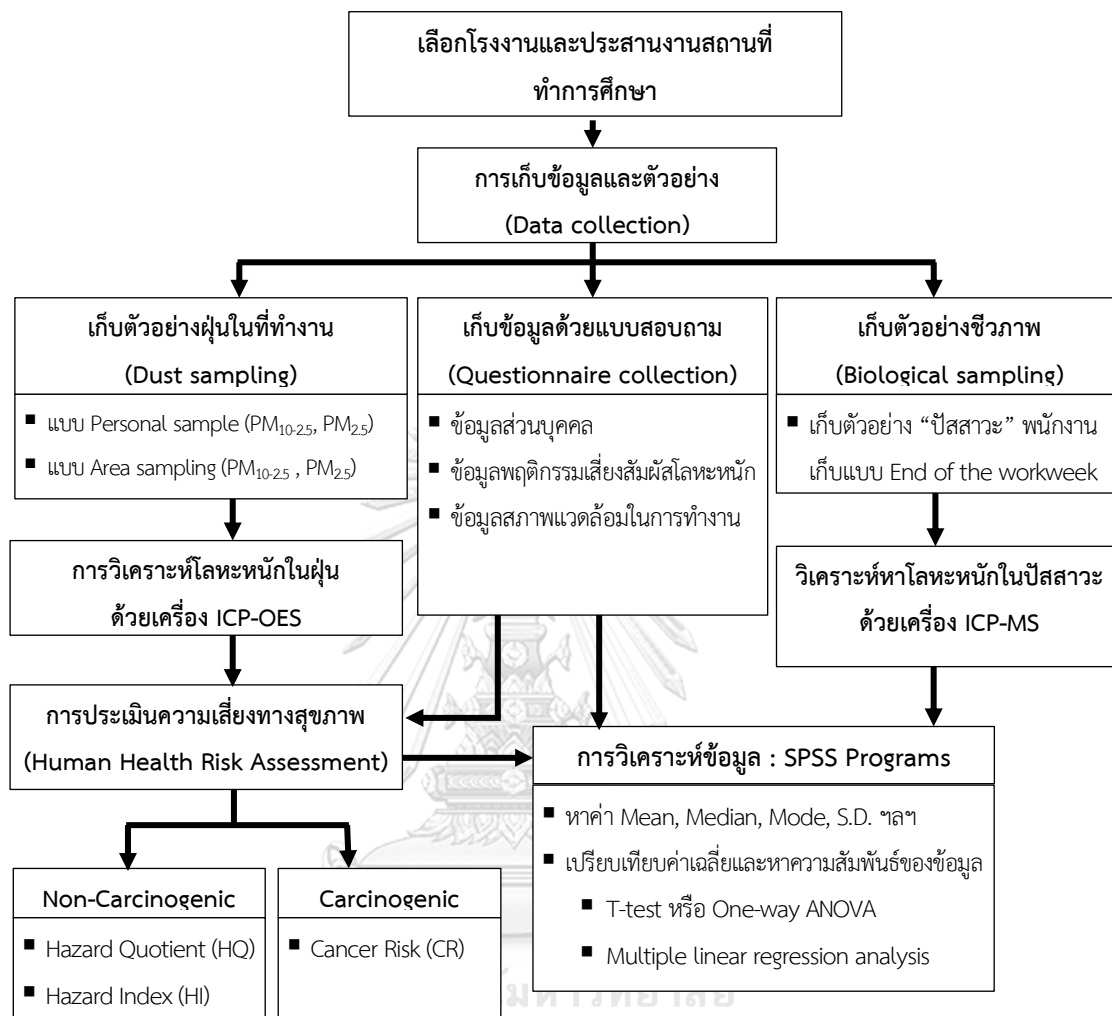 เลือกโรงงานและประสานงานสถานที่
ทำการศึกษา
การเก็บข้อมูลและตัวอย่าง
(Data collection)
เก็บตัวอย่างฝุ่นในที่ทำงาน
(Dust sampling)
■ แบบ Personal sample (PM10-2.5, PM2.5)
■ แบบ Area sampling (PM10-2.5 , PM2.5)
เก็บข้อมูลด้วยแบบสอบถาม
(Questionnaire collection)
■ ข้อมูลส่วนบุคคล
■ ข้อมูลพฤติกรรมเสี่ยงสัมผัสโลหะหนัก
■ ข้อมูลสภาพแวดล้อมในการทำงาน
เก็บตัวอย่างชีวภาพ
(Biological sampling)
■ เก็บตัวอย่าง “ปัสสาวะ” พนักงาน
เก็บแบบ End of the workweek
การวิเคราะห์โลหะหนักในฝุ่น
ด้วยเครื่อง ICP-OES
วิเคราะห์หาโลหะหนักในปัสสาวะ
ด้วยเครื่อง ICP-MS
การประเมินความเสี่ยงทางสุขภาพ
(Human Health Risk Assessment)
การวิเคราะห์ข้อมูล : SPSS Programs
■ หาค่า Mean, Median, Mode, S.D. ฯลฯ
■ เปรียบเทียบค่าเฉลี่ยและหาความสัมพันธ์ของข้อมูล
■ T-test หรือ One-way ANOVA
■ Multiple linear regression analysis
Non-Carcinogenic
■ Hazard Quotient (HQ)
■ Hazard Index (HI)
Carcinogenic
■ Cancer Risk (CR)